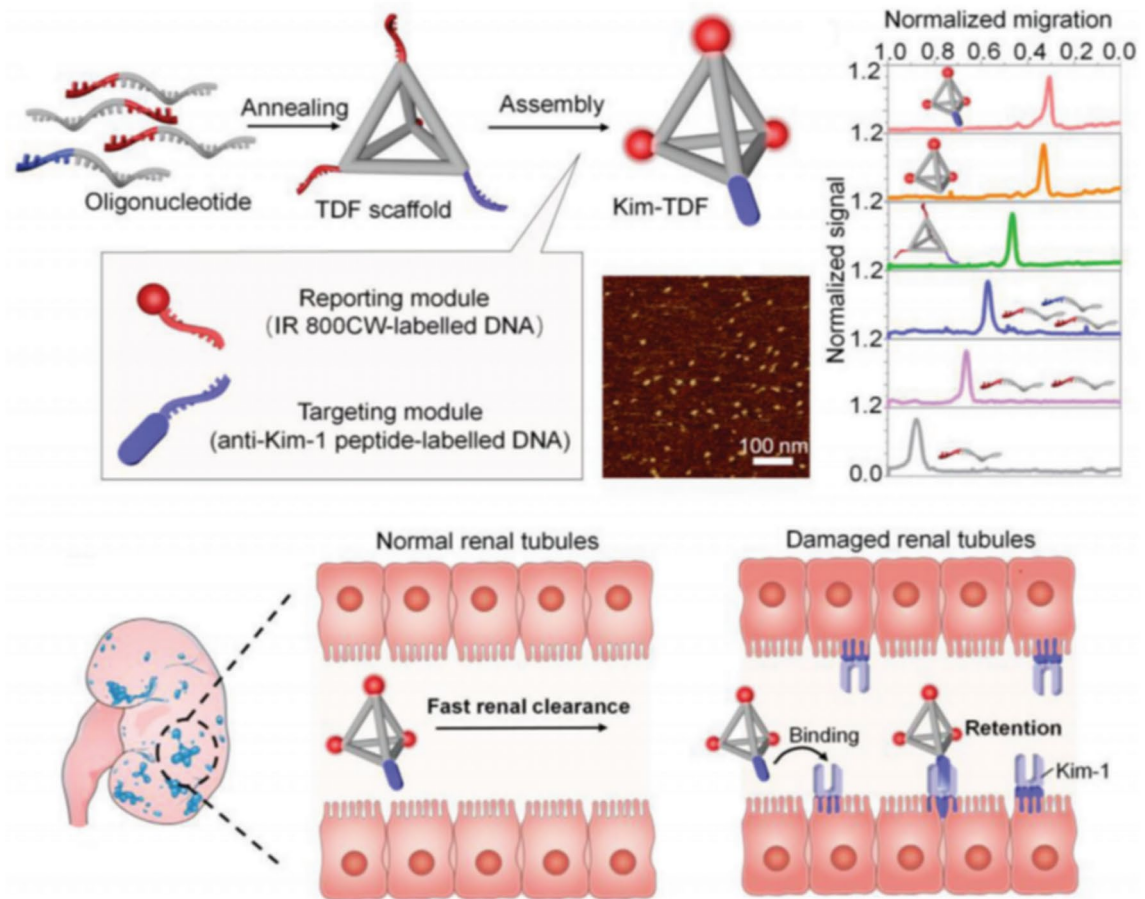 Normalized migration
1.0 0.8 0.6 0.4 0.2 0.0
Annealing
Assembly
Oligonucleotide
TDF scaffold
Kim-TDF
1.2
1.2
1.2
1.2
1.2
1.2
0.0
Normalized signal
Reporting module
(IR 800CW-labelled DNA)
Targeting module
(anti-Kim-1 peptide-labelled DNA)
100 nm
Normal renal tubules
Damaged renal tubules
Fast renal clearance
Binding
Retention
Kim-1